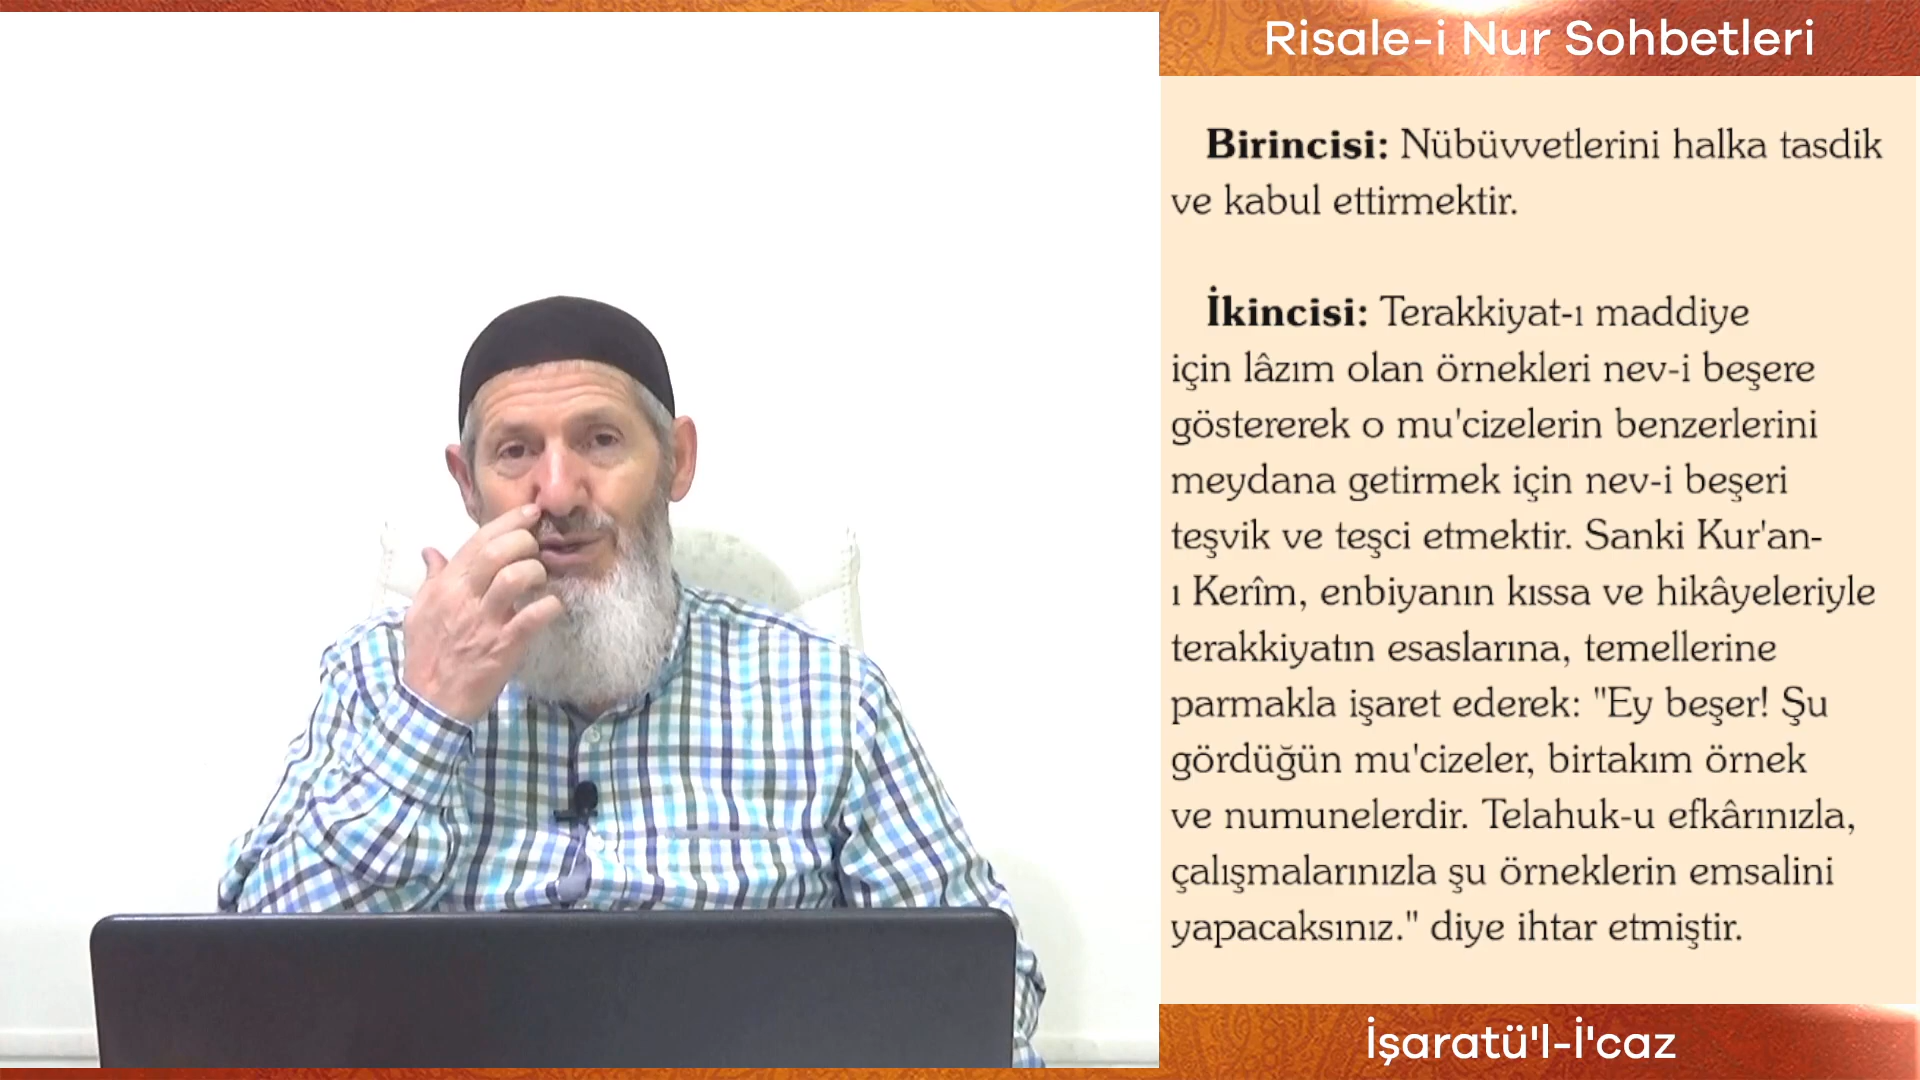 Risale-i Nur Sohbetleri
Birincisi: Nübüvvetlerini halka tasdik
ve kabul ettirmektir.
İkincisi: Terakkiyat-ı maddiye
için lâzım olan örnekleri nev-i beşere
göstererek o mu'cizelerin benzerlerini
meydana getirmek için nev-i beşeri
teşvik ve teşci etmektir. Sanki Kur'an-
ı Kerîm, enbiyanın kıssa ve hikâyeleriyle
terakkiyatın esaslarına, temellerine
parmakla işaret ederek: "Ey beşer! Şu
gördüğün mu'cizeler, birtakım örnek
ve numunelerdir. Telahuk-u efkârınızla,
çalışmalarınızla şu örneklerin emsalini
yapacaksınız." diye ihtar etmiştir.
İşaratü'l-İ'caz